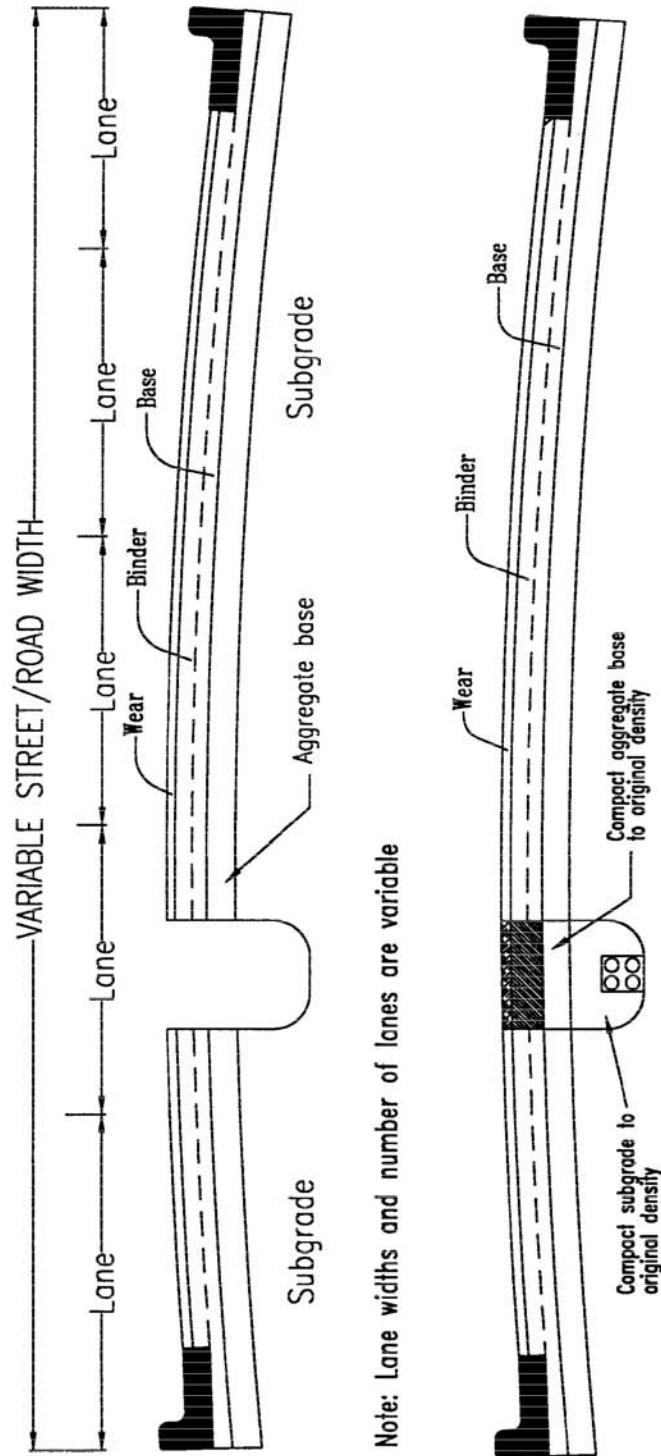 VARIABLE STREET/ROAD WIDTH
Lane
Lane
Lane
Lane
Lane
Wear
Binder
Base
Subgrade
Aggregate base
Subgrade
Note: Lane widths and number of lanes are variable
Wear
Binder
Base
Compact subgrade to
original density
Compact aggregate base
to original density